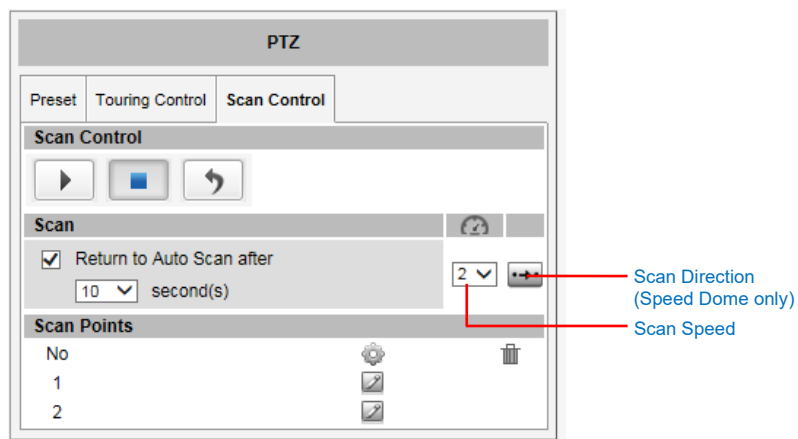 PTZ
Preset Touring Control Scan Control
Scan Control
Scan
Return to Auto Scan after
10 second(s)
2
Scan Direction
(Speed Dome only)
Scan Speed
Scan Points
No
1
2